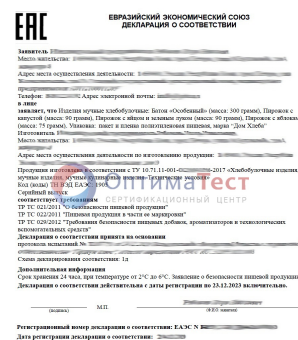 EAC
ЕВРАЗИЙСКИЙ ЭКОНОМИЧЕСКИЙ СОЮЗ
ДЕКЛАРАЦИЯ О СООТВЕТСТВИИ
Заявитель
Место
Адрес места осуществления деятельности:
Телефон: Адрес электронной почты:
в лице
заявляет, что Изделия мучные хлебобулочные: Батон «Особенный» (масса: 300 грамм), Пирожок с
капустой (масса: 90 грамм), Пирожок с яйцом и зеленым луком (масса: 90 грамм), Пирожок с яблоком
(масса: 75 грамм). Упаковка: пакет и пленка полиэтиленовая пищевая, марки "Дом Хлеба"
Изготовитель
Место
Адрес места осуществления деятельности по изготовлению продукции:
Продукция изготовлена в соответствии с ТУ 10.71.11-001- -2017 «Хлебобулочные изделия
мучные изделия
Код (коды) ТН ВЭД ЕАЭС: 1905
Серийный выпуск
ОптимаТест
СЕРТИФИКАЦИОННЫЙ ЦЕНТР
ТР ТС 021/2011 "О безопасности пищевой продукции"
ТР ТС 022/2011 "Пищевая продукция в части ее маркировки"
ТР ТС 029/2012 "Требования безопасности пищевых добавок, ароматизаторов и технологических
вспомогательных средств"
Декларация о соответствии принята на основании
протокола испытаний №
Схема декларирования соответствия: 1д
Дополнительная информация
Срок хранения 24 часа, при температуре от 2°С до 6°С. Заявление о безопасности пищевой продукции
Декларация о соответствии действительна с даты регистрации по 23.12.2023 включительно.
М.П.
Регистрационный номер декларации о соответствии: ЕАЭС N
Дата регистрации декларации о соответствии: